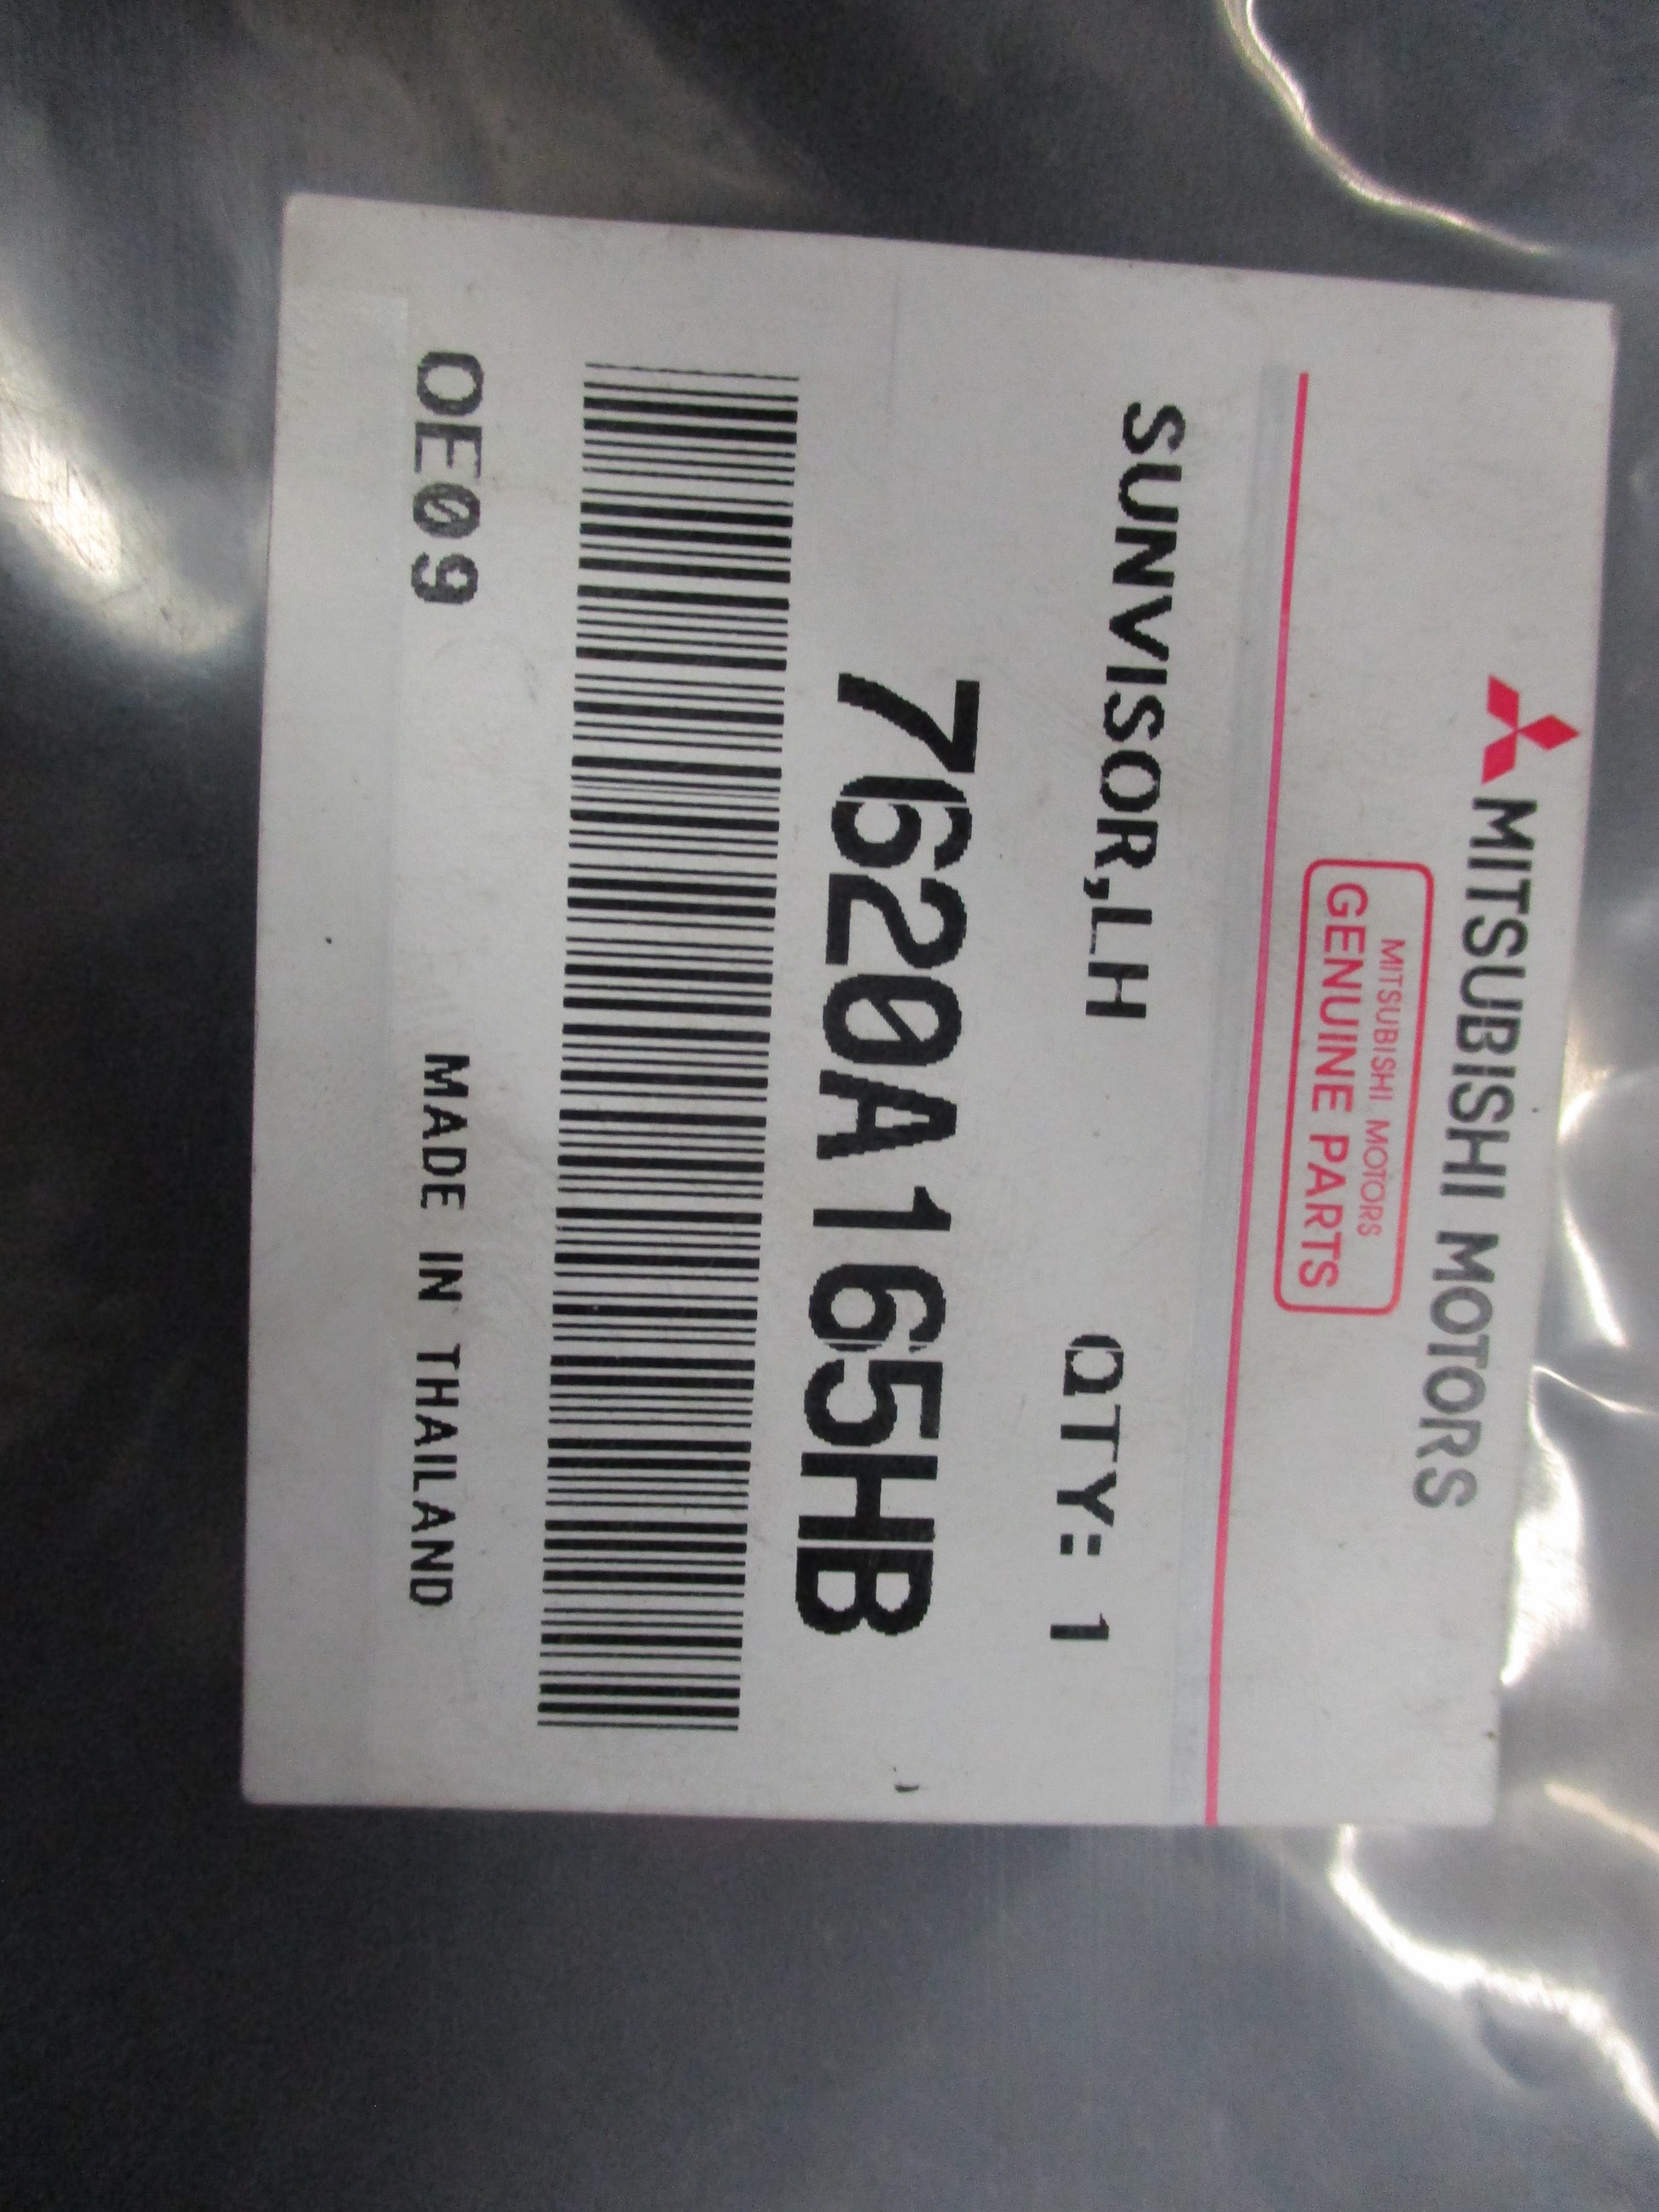 MITSUBISHI MOTORS
MITSUBISHI MOTORS
GENUINE PARTS
SUNVISOR,LH QTY: 1
7620A165HB
OE09 MADE IN THAILAND